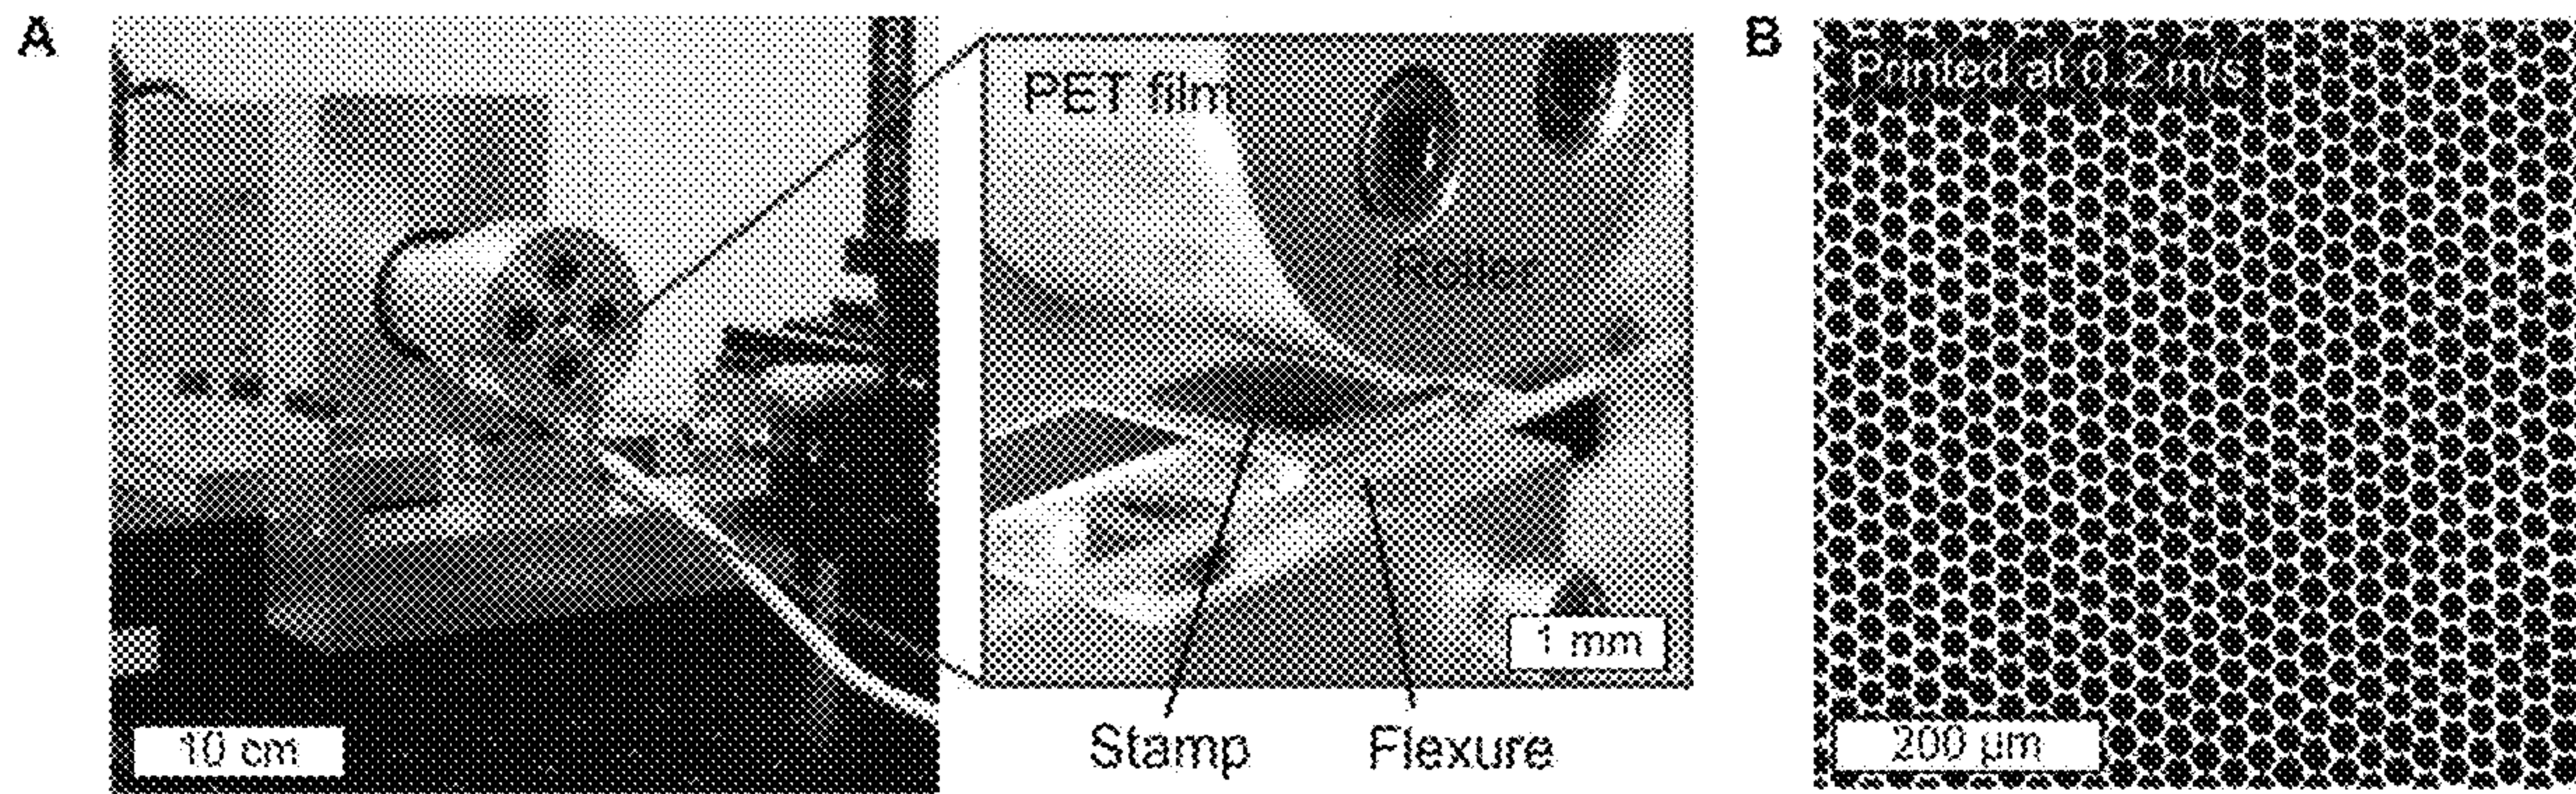 A
PET film
Roller
10 cm
1 mm
Stamp
Flexure
B
Printed at 0.2 m/s
200 µm